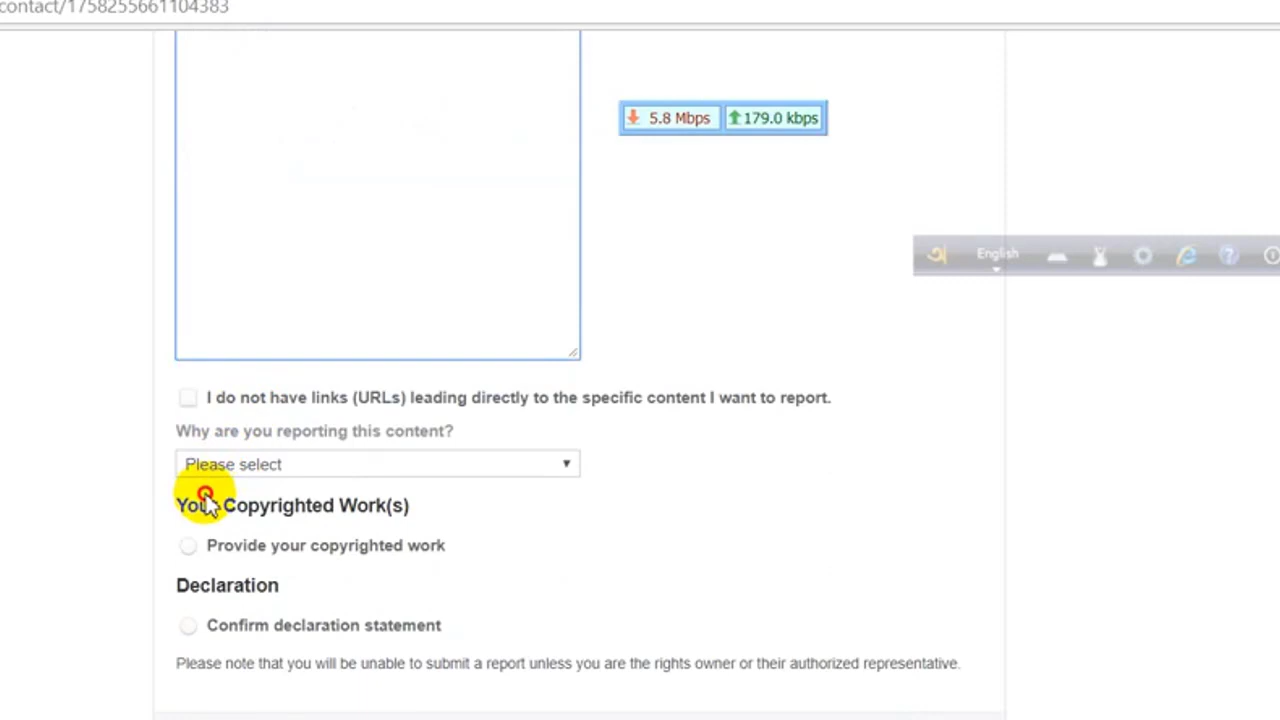 contact/1758255661104383
5.8 Mbps 179.0 kbps
অ English
I do not have links (URLs) leading directly to the specific content I want to report.
Why are you reporting this content?
Please select
Your Copyrighted Work(s)
Provide your copyrighted work
Declaration
Confirm declaration statement
Please note that you will be unable to submit a report unless you are the rights owner or their authorized representative.